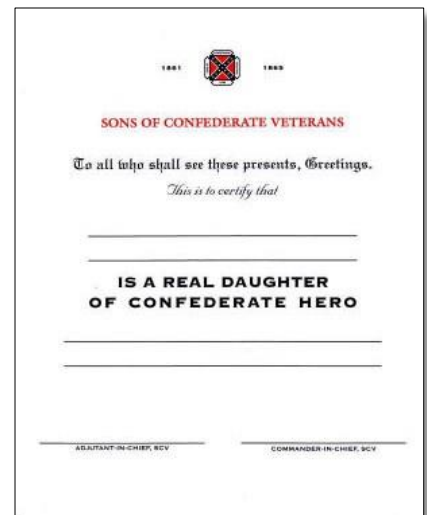 1861 1865
SONS OF CONFEDERATE VETERANS
To all who shall see these presents, Greetings.
This is to certify that
IS A REAL DAUGHTER
OF CONFEDERATE HERO
ADJUTANT-IN-CHIEF, SCV COMMANDER-IN-CHIEF, SCV